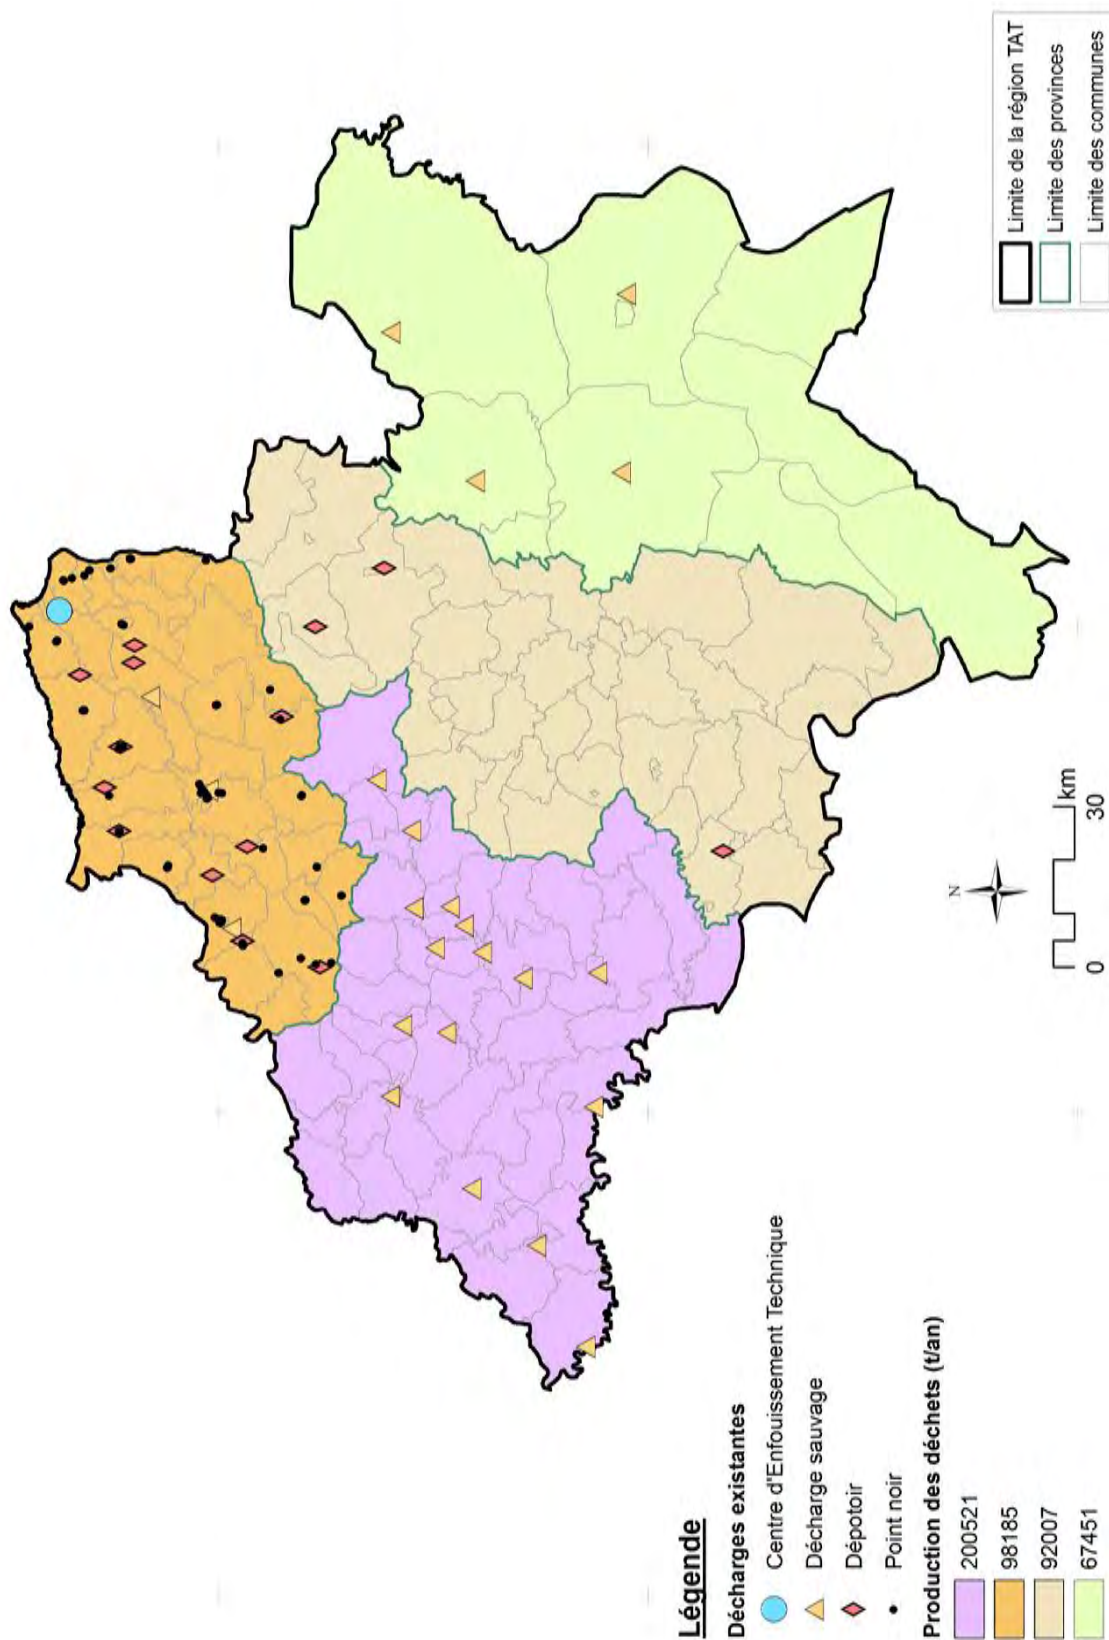 Légende
Décharges existantes
Centre d'Enfouissement Technique
Décharge sauvage
Dépotoir
Point noir
Production des déchets (t/an)
200521
98185
92007
67451
N
0 30 km
Limite de la région TAT
Limite des provinces
Limite des communes